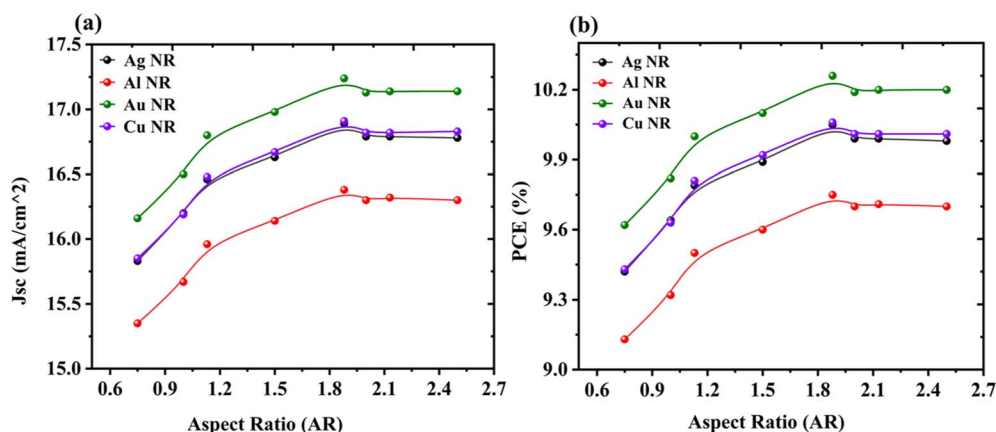 (a)
17.5
17.0
16.5
16.0
15.5
15.0
Jsc (mA/cm^2)
Ag NR
Al NR
Au NR
Cu NR
0.6 0.9 1.2 1.5 1.8 2.1 2.4 2.7
Aspect Ratio (AR)
(b)
10.2
9.9
9.6
9.3
9.0
PCE (%)
Ag NR
Al NR
Au NR
Cu NR
0.6 0.9 1.2 1.5 1.8 2.1 2.4 2.7
Aspect Ratio (AR)